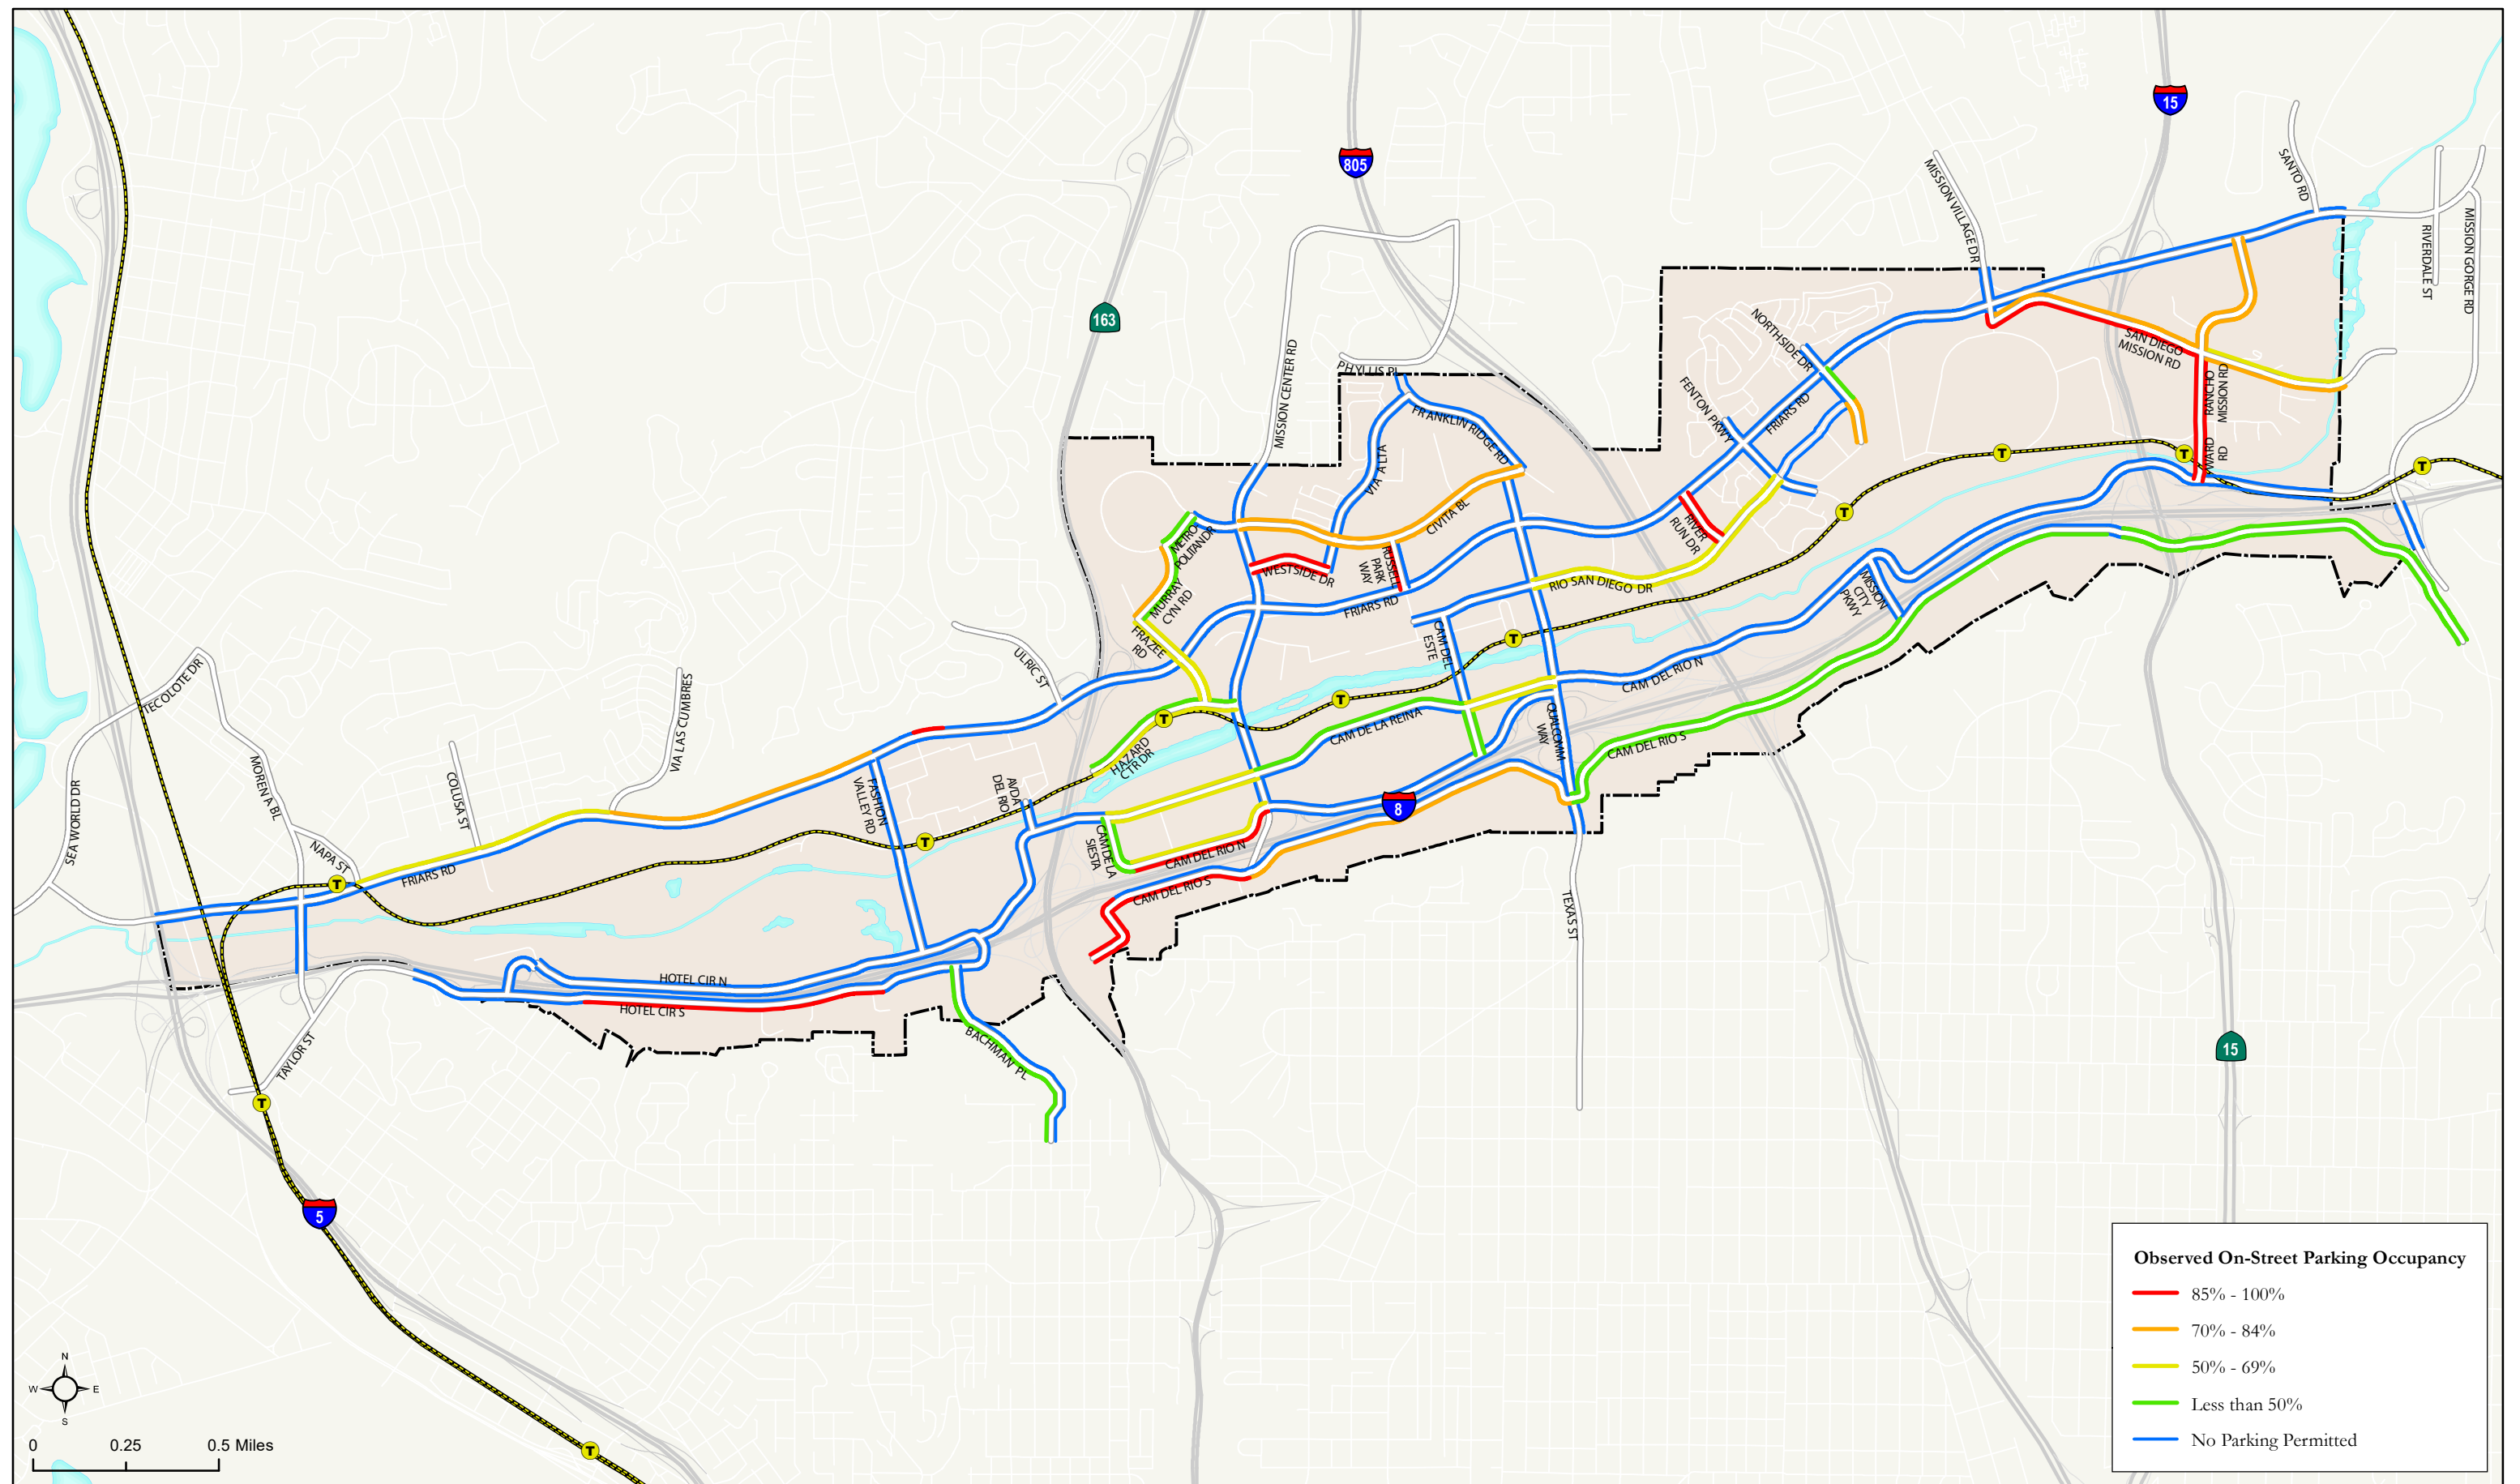 15
805
SANTO RD
MISSION VILLAGE DR
RIVERDALE ST
MISSION GORGE RD
163
NORTHSIDE DR
MISSION CENTER RD
PHYLLIS PL
SAN DIEGO
MISSION RD
FENTON PKWY
FRIARS RD
RANCHO
MISSION RD
FRANKLIN RIDGE RD
VIA ALTA
WARD
RD
T
T
T
CIVITA BL
T
RIVER
RUN DR
METRO
POLITAN DR
WESTSIDE DR
RUSSELL
PARK
WAY
MURRAY
CYN RD
RIO SAN DIEGO DR
MISSION
CITY
PKWY
FRIARS RD
FRAZEE
RD
CAM DEL
ESTE
T
ULRIC ST
TECOLOTE DR
CAM DEL RIO N
VIA LAS CUMBRES
T
T
CAM DE LA REINA
QUALCOMM
WAY
CAM DEL RIO S
HAZARD
CTR DR
MORENA BL
COLUSA ST
SEA WORLD DR
FASHION
VALLEY RD
AVDA
DEL RIO
8
T
CAM DE LA
SIESTA
CAM DEL RIO N
NAPA ST
T
FRIARS RD
CAM DEL RIO S
TEXAS ST
HOTEL CIR N
HOTEL CIR S
BACHMAN PL
TAYLOR ST
15
T
5
Observed On-Street Parking Occupancy
85% - 100%
70% - 84%
50% - 69%
Less than 50%
No Parking Permitted
N
W E
S
0 0.25 0.5 Miles
T